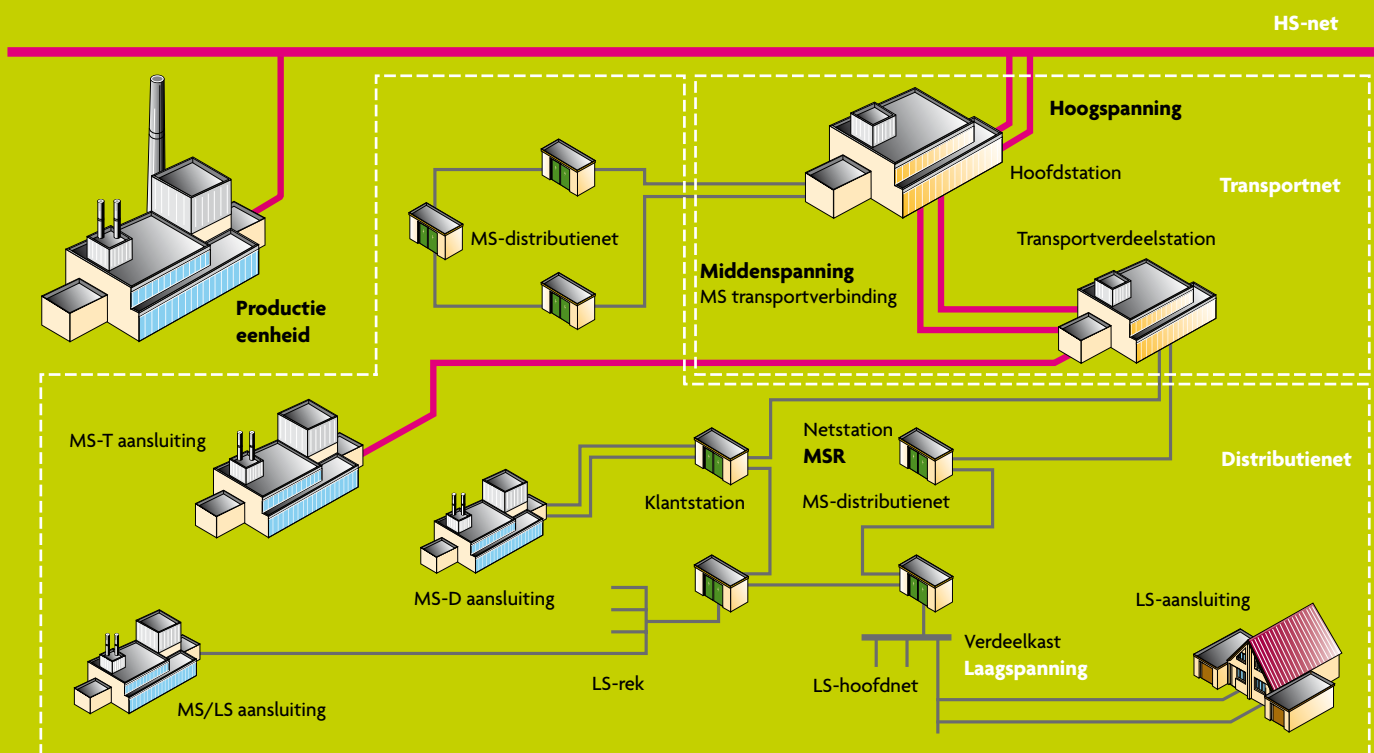 HS-net
Hoogspanning
Hoofdstation
Transportnet
MS-distributienet
Transportverdeelstation
Middenspanning
MS transportverbinding
Productie
eenheid
MS-T aansluiting
Netstation
MSR
Distributienet
Klantstation
MS-distributienet
MS-D aansluiting
LS-aansluiting
Verdeelkast
Laagspanning
LS-rek
LS-hoofdnet
MS/LS aansluiting